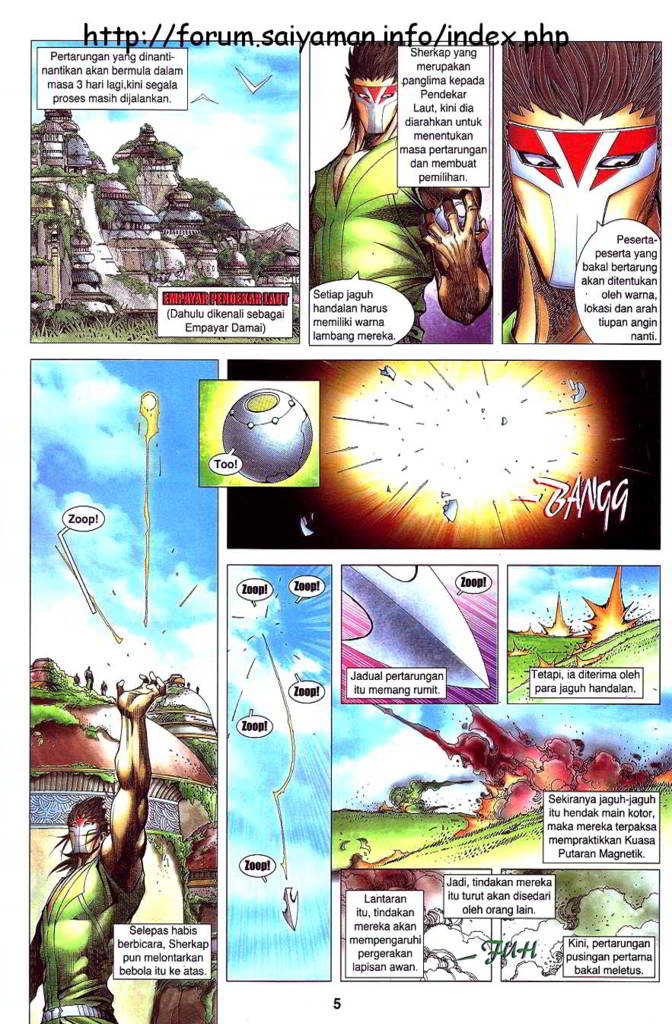 http://forum.saiyaman.info/index.php
Pertarungan yang dinanti-
nantikan akan bermula dalam
masa 3 hari lagi,kini segala
proses masih dijalankan.
EMPAYAR PENDEKAR LAUT
(Dahulu dikenali sebagai
Empayar Damai)
Sherkap yang
merupakan
panglima kepada
Pendekar
Laut, kini dia
diarahkan untuk
menentukan
masa pertarungan
dan membuat
pemilihan.
Setiap jaguh
handalan harus
memiliki warna
lambang mereka.
Peserta-
peserta yang
bakal bertarung
akan ditentukan
oleh warna,
lokasi dan arah
tiupan angin
nanti.
Zoop!
Selepas habis
berbicara, Sherkap
pun melontarkan
bebola itu ke atas.
Too!
BANGG
Zoop!
Zoop!
Zoop!
Zoop!
Zoop!
Zoop!
Jadual pertarungan
itu memang rumit.
Tetapi, ia diterima oleh
para jaguh handalan.
Sekiranya jaguh-jaguh
itu hendak main kotor,
maka mereka terpaksa
mempraktikkan Kuasa
Putaran Magnetik.
Lantaran
itu, tindakan
mereka akan
mempengaruhi
pergerakan
lapisan awan.
Jadi, tindakan mereka
itu turut akan disedari
oleh orang lain.
FUH
Kini, pertarungan
pusingan pertama
bakal meletus.
5